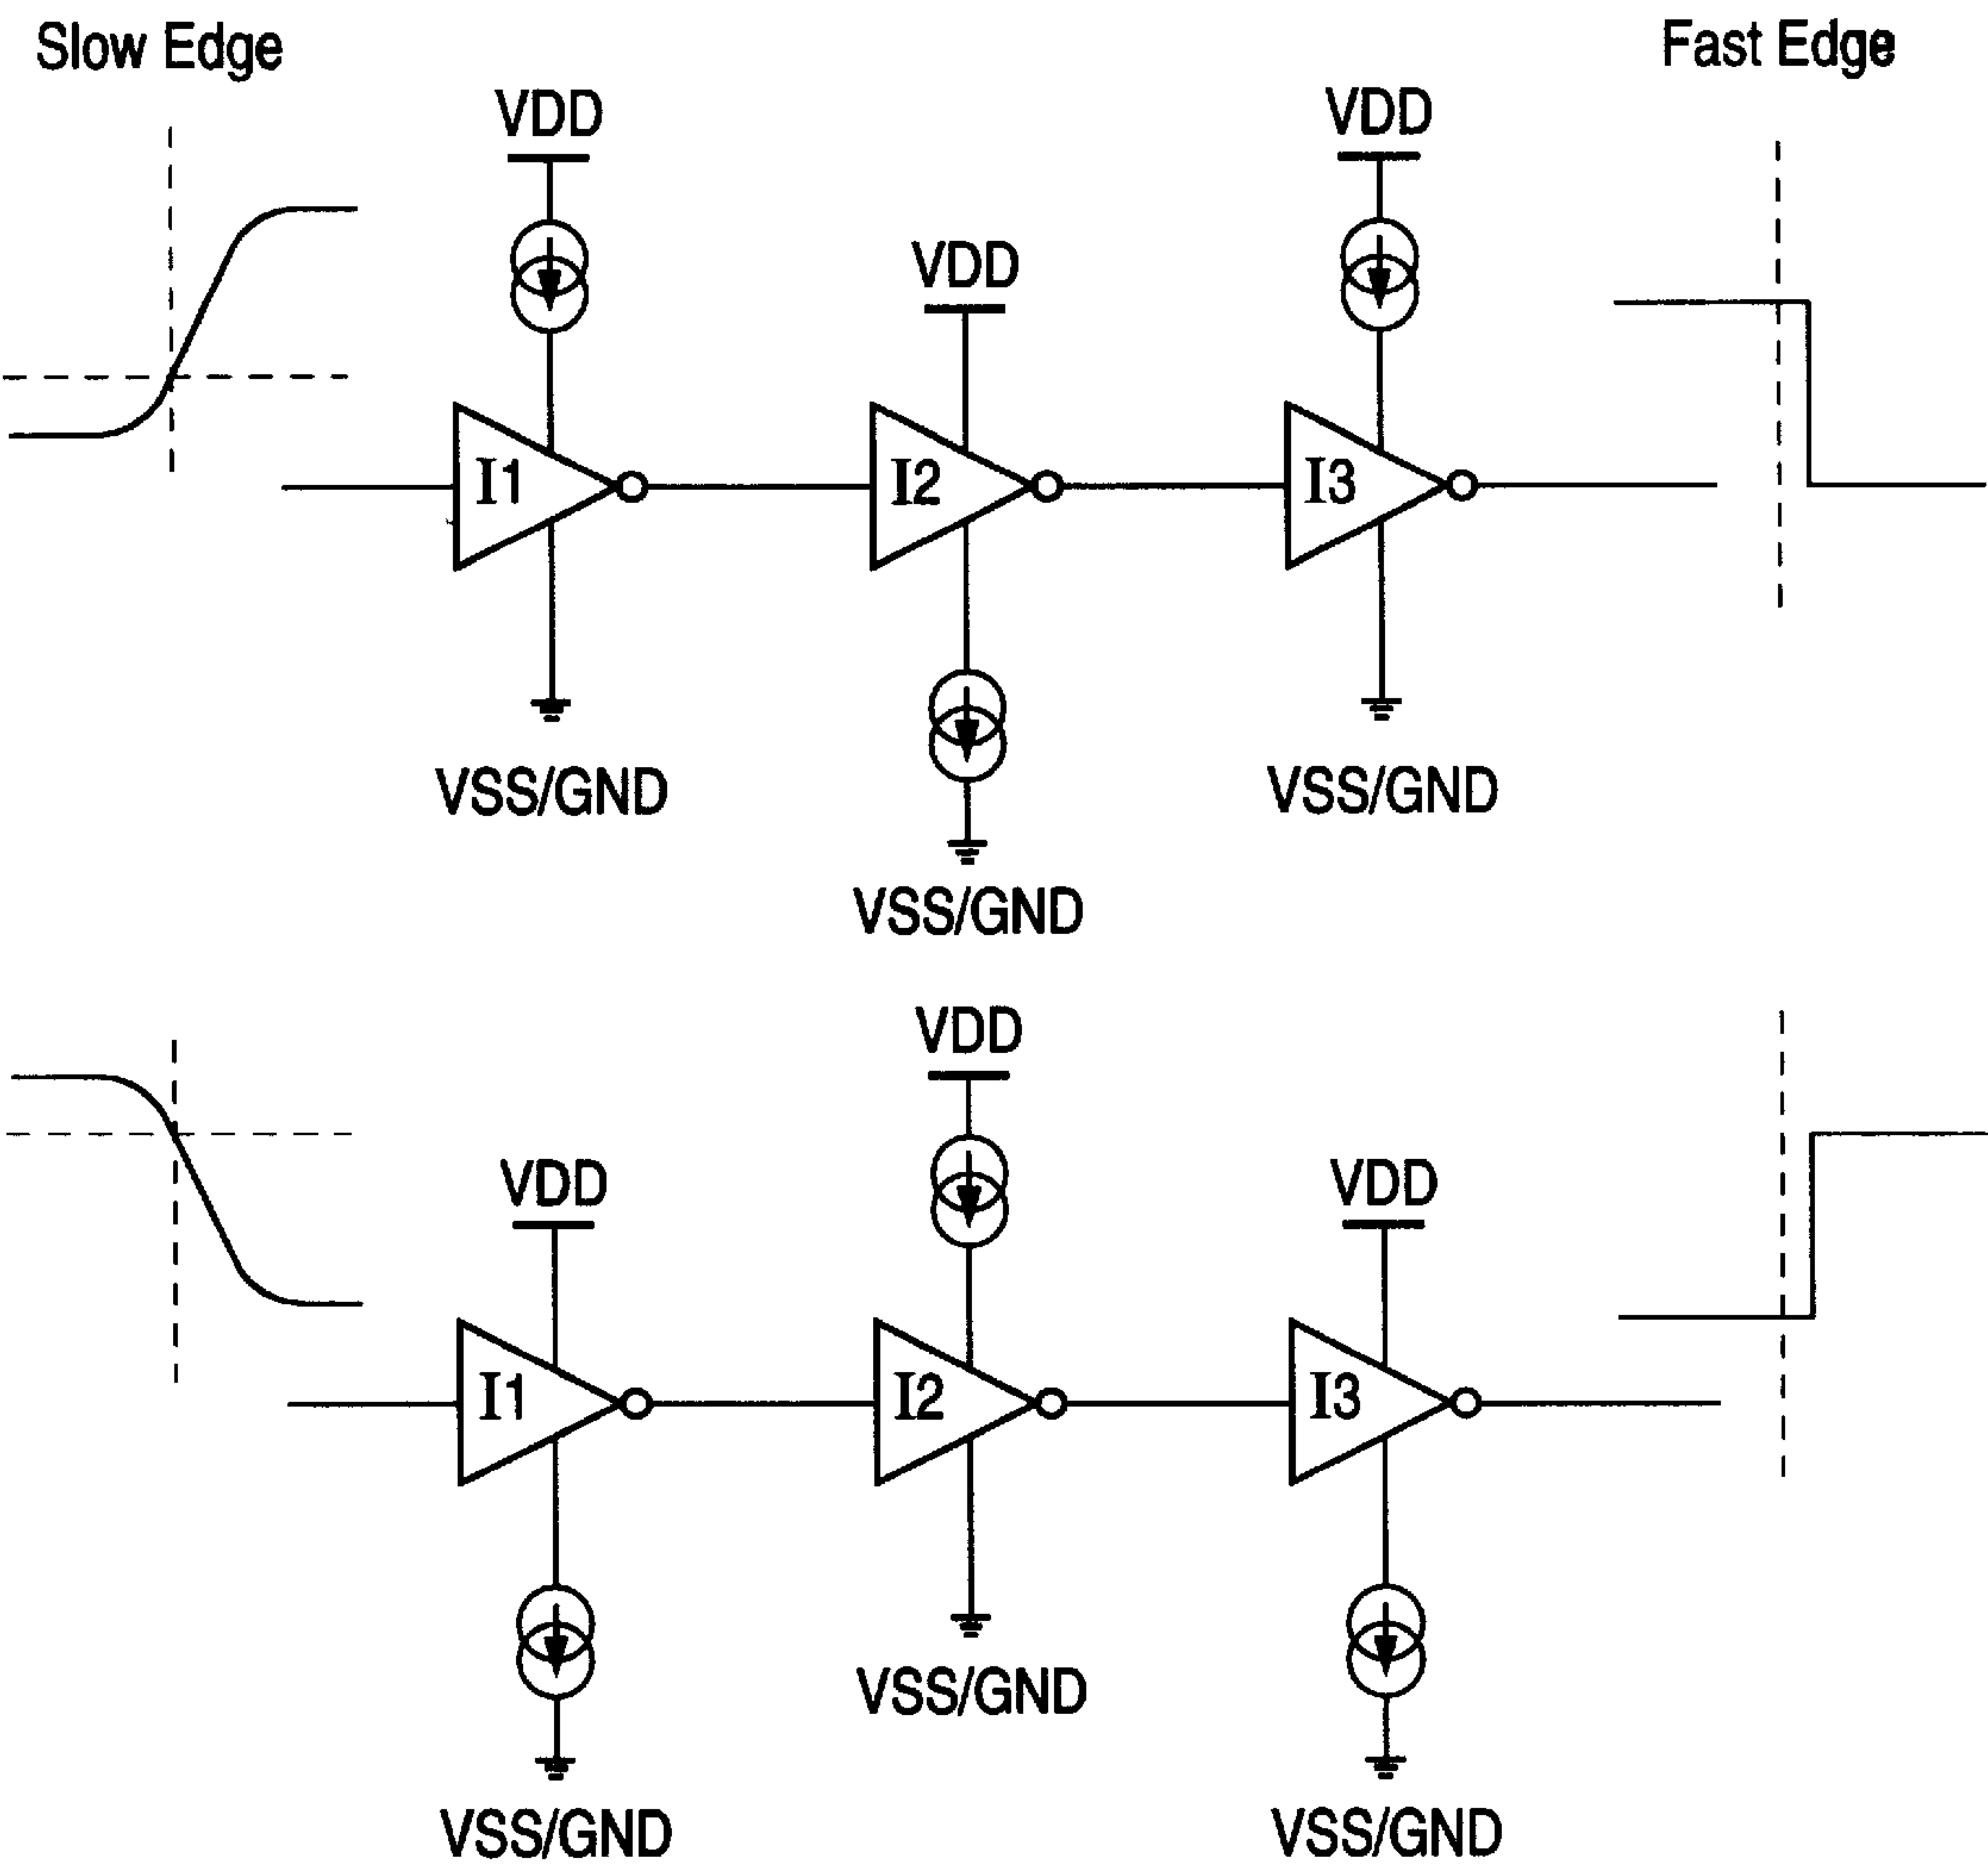 Slow Edge
Fast Edge
VDD
VDD
VDD
I1
I2
I3
VSS/GND
VSS/GND
VSS/GND
VDD
VDD
VDD
I1
I2
I3
VSS/GND
VSS/GND
VSS/GND